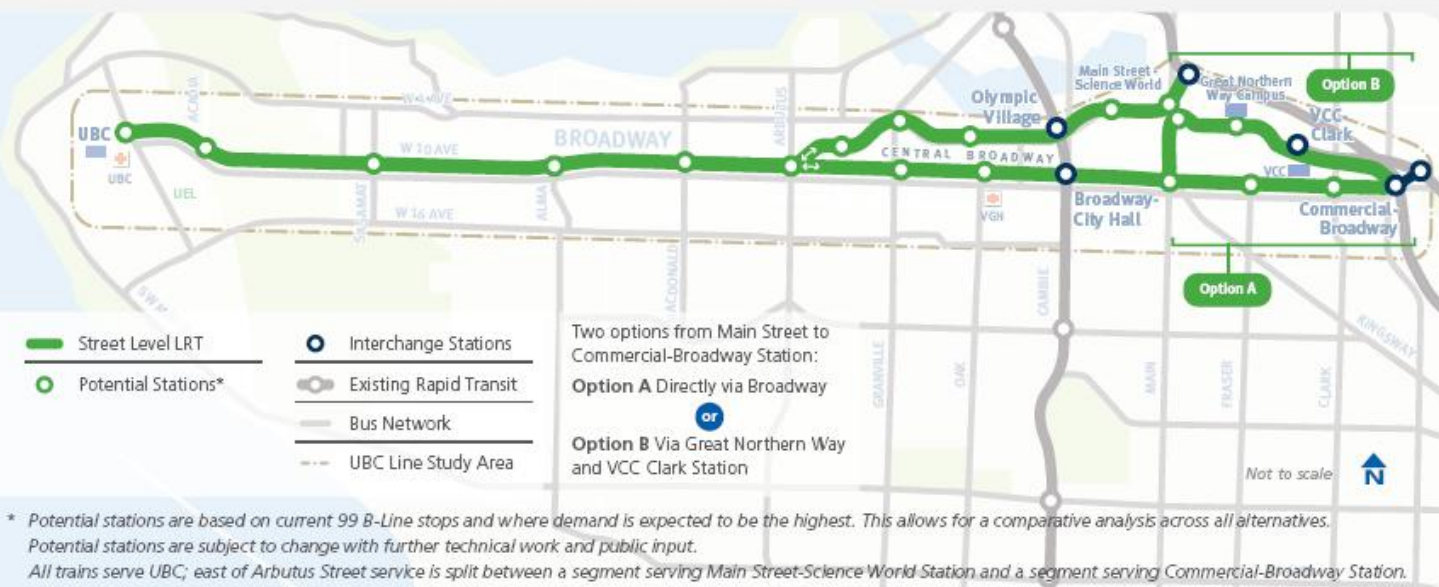 Option B
Main Street -
Science World
Great Northern
Way Campus
Olympic
Village
VCC
Clark
ACADIA
W 4 AVE
ARBUTUS
UBC
BROADWAY
W 10 AVE
CENTRAL BROADWAY
VCC
UBC
UEL
SASAMAT
ALMA
W 16 AVE
VGH
Broadway-
City Hall
Commercial-
Broadway
MACDONALD
CAMBIE
Option A
SW MARINE
KINGSWAY
GRANVILLE
OAK
MAIN
FRASER
CLARK
Street Level LRT
Potential Stations*
Interchange Stations
Existing Rapid Transit
Bus Network
UBC Line Study Area
Two options from Main Street to
Commercial-Broadway Station:
Option A Directly via Broadway
or
Option B Via Great Northern Way
and VCC Clark Station
Not to scale
N
* Potential stations are based on current 99 B-Line stops and where demand is expected to be the highest. This allows for a comparative analysis across all alternatives.
Potential stations are subject to change with further technical work and public input.
All trains serve UBC; east of Arbutus Street service is split between a segment serving Main Street-Science World Station and a segment serving Commercial-Broadway Station.